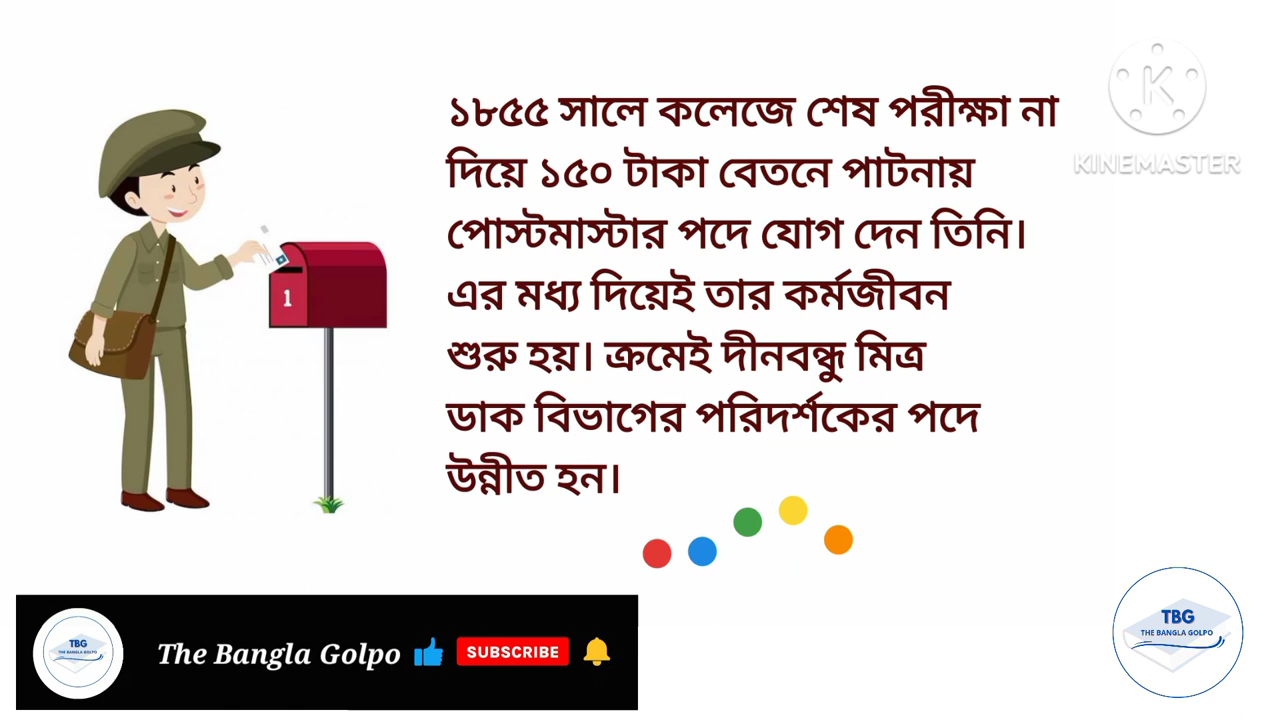 ১৮৫৫ সালে কলেজে শেষ পরীক্ষা না
দিয়ে ১৫০ টাকা বেতনে পাটনায়
পোস্টমাস্টার পদে যোগ দেন তিনি।
এর মধ্য দিয়েই তার কর্মজীবন
শুরু হয়। ক্রমেই দীনবন্ধু মিত্র
ডাক বিভাগের পরিদর্শকের পদে
উন্নীত হন।
1
K
KINEMASTER
TBG
THE BANGLA GOLPO
The Bangla Golpo
SUBSCRIBE
TBG
THE BANGLA GOLPO